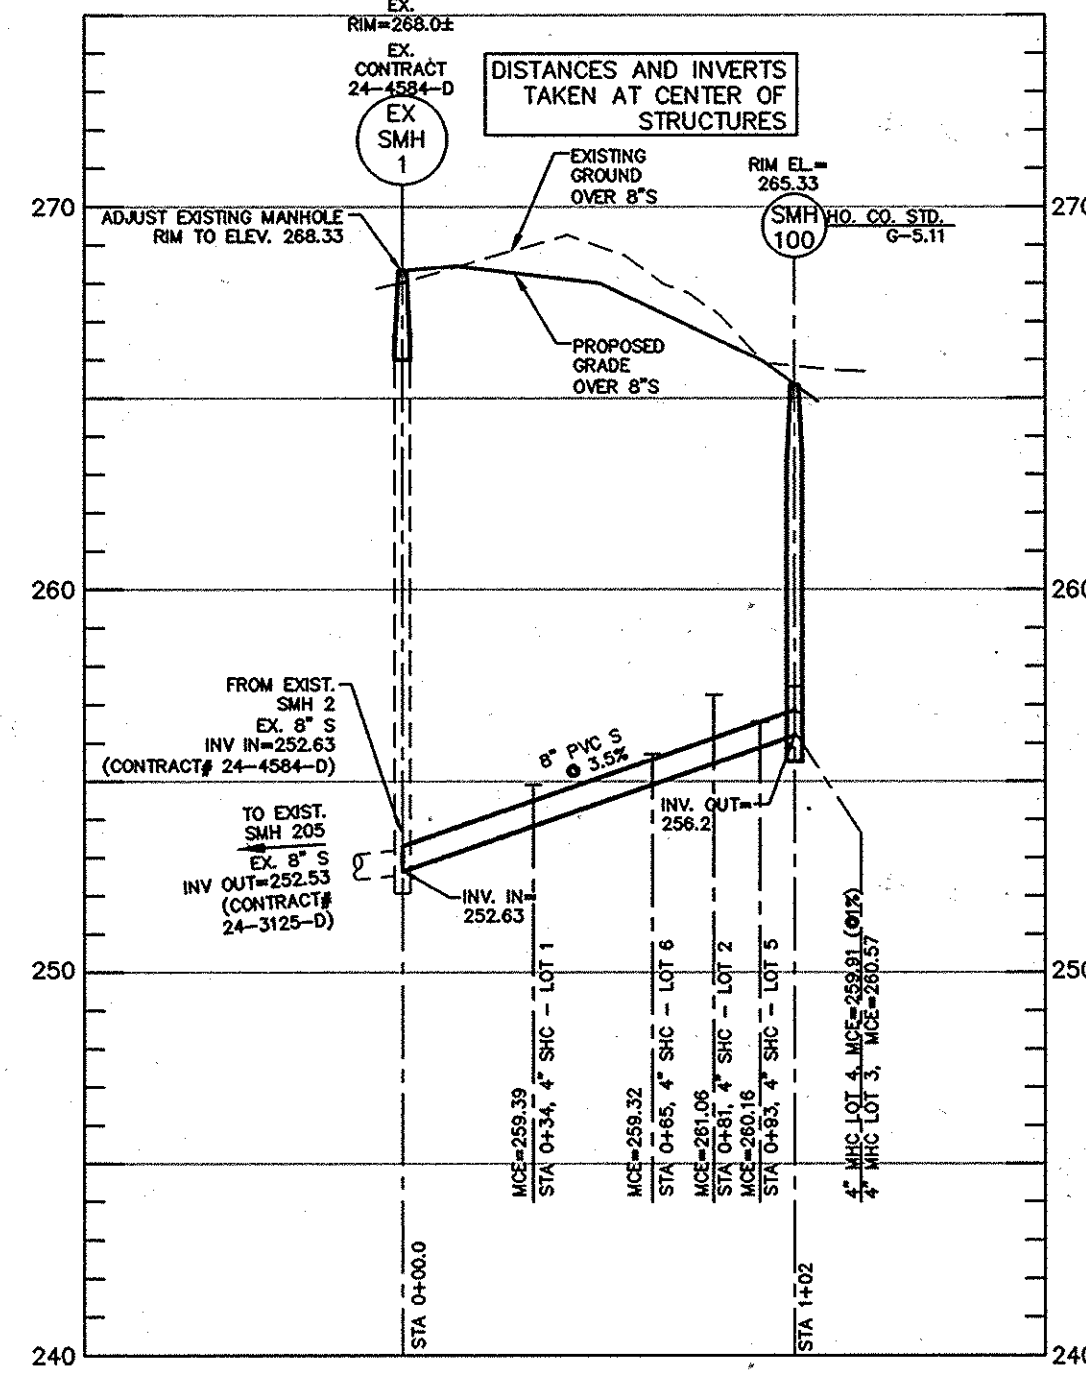 EX.
RIM=268.0±
EX.
CONTRACT
24-4584-D
EX
SMH
1
DISTANCES AND INVERTS
TAKEN AT CENTER OF
STRUCTURES
EXISTING
GROUND
OVER 8"S
RIM EL.=
265.33
SMH
100
HO. CO. STD.
G-5.11
270
270
ADJUST EXISTING MANHOLE
RIM TO ELEV. 268.33
PROPOSED
GRADE
OVER 8"S
260
260
FROM EXIST.
SMH 2
EX. 8" S
INV IN=252.63
(CONTRACT# 24-4584-D)
8" PVC S
@ 3.5%
INV. OUT=
256.2
TO EXIST.
SMH 205
EX. 8" S
INV OUT=252.53
(CONTRACT#
24-3125-D)
INV. IN=
252.63
250
250
MCE=259.39
STA 0+34, 4" SHC - LOT 1
MCE=259.32
STA 0+65, 4" SHC - LOT 6
MCE=261.06
STA 0+81, 4" SHC - LOT 2
MCE=260.16
STA 0+93, 4" SHC - LOT 5
4" MHC LOT 4, MCE=259.91 (@1%)
4" MHC LOT 3, MCE=260.57
STA 0+00.0
STA 1+02
240
240